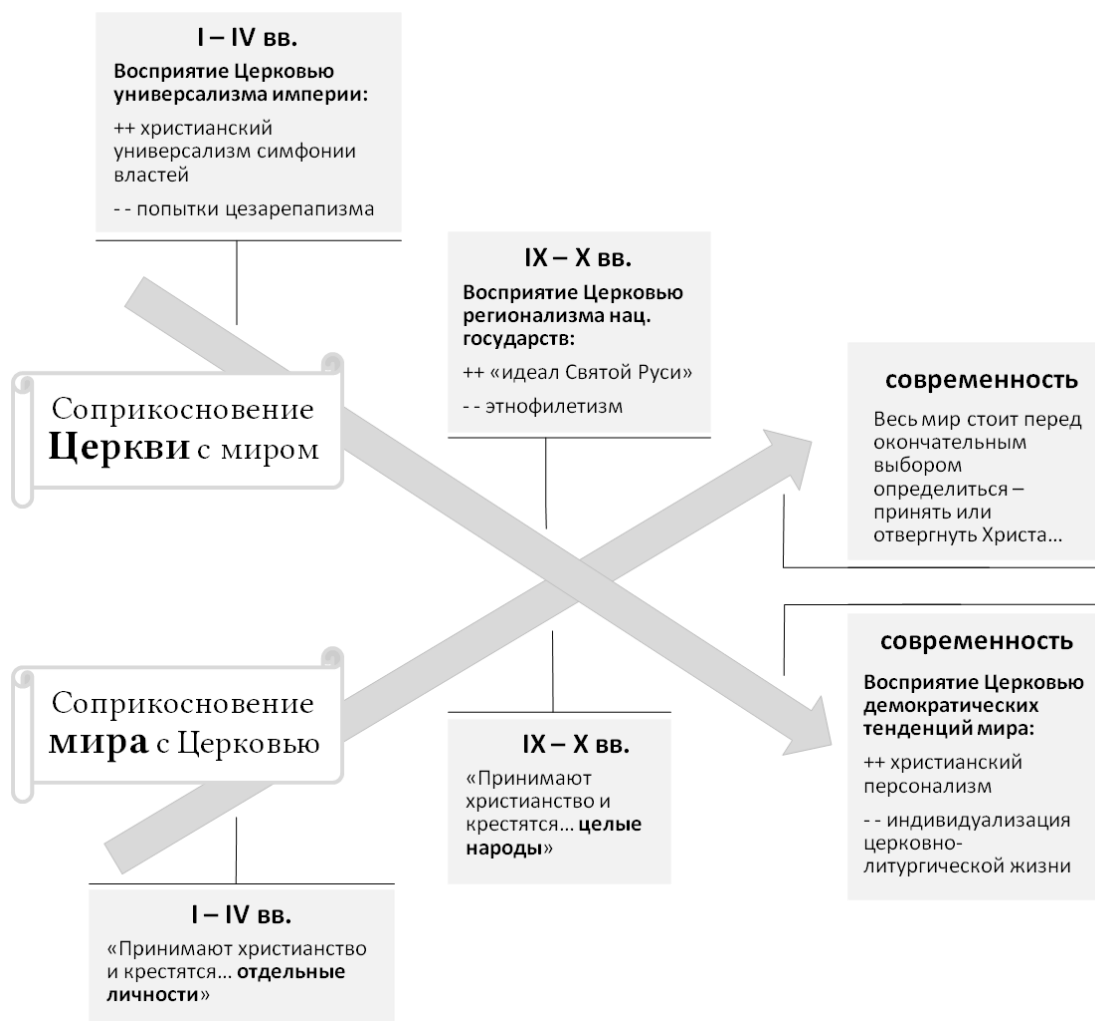 I – IV вв.
Восприятие Церковью
универсализма империи:
++ христианский
универсализм симфонии
властей
- - попытки цезарепапизма
IX – X вв.
Восприятие Церковью
регионализма нац.
государств:
++ «идеал Святой Руси»
- - этнофилетизм
современность
Весь мир стоит перед
окончательным
выбором
определиться –
принять или
отвергнуть Христа...
Соприкосновение
Церкви с миром
Соприкосновение
мира с Церковью
современность
Восприятие Церковью
демократических
тенденций мира:
++ христианский
персонализм
- - индивидуализация
церковно-
литургической жизни
IX – X вв.
«Принимают
христианство и
крестятся... целые
народы»
I – IV вв.
«Принимают христианство
и крестятся... отдельные
личности»